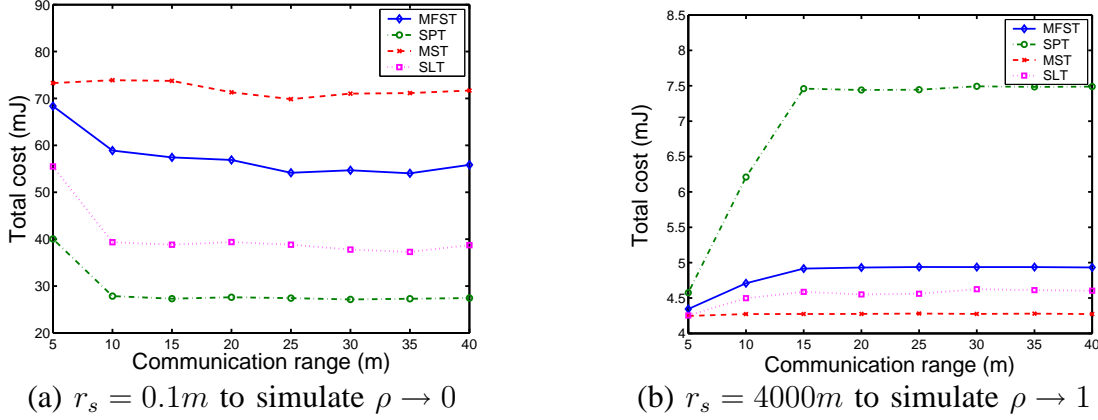 90
80
70
60
50
40
30
20
5 10 15 20 25 30 35 40
Total cost (mJ)
Communication range (m)
MFST
SPT
MST
SLT
(a) r_s = 0.1m to simulate ρ → 0
8.5
8
7.5
7
6.5
6
5.5
5
4.5
4
5 10 15 20 25 30 35 40
Total cost (mJ)
Communication range (m)
MFST
SPT
MST
SLT
(b) r_s = 4000m to simulate ρ → 1